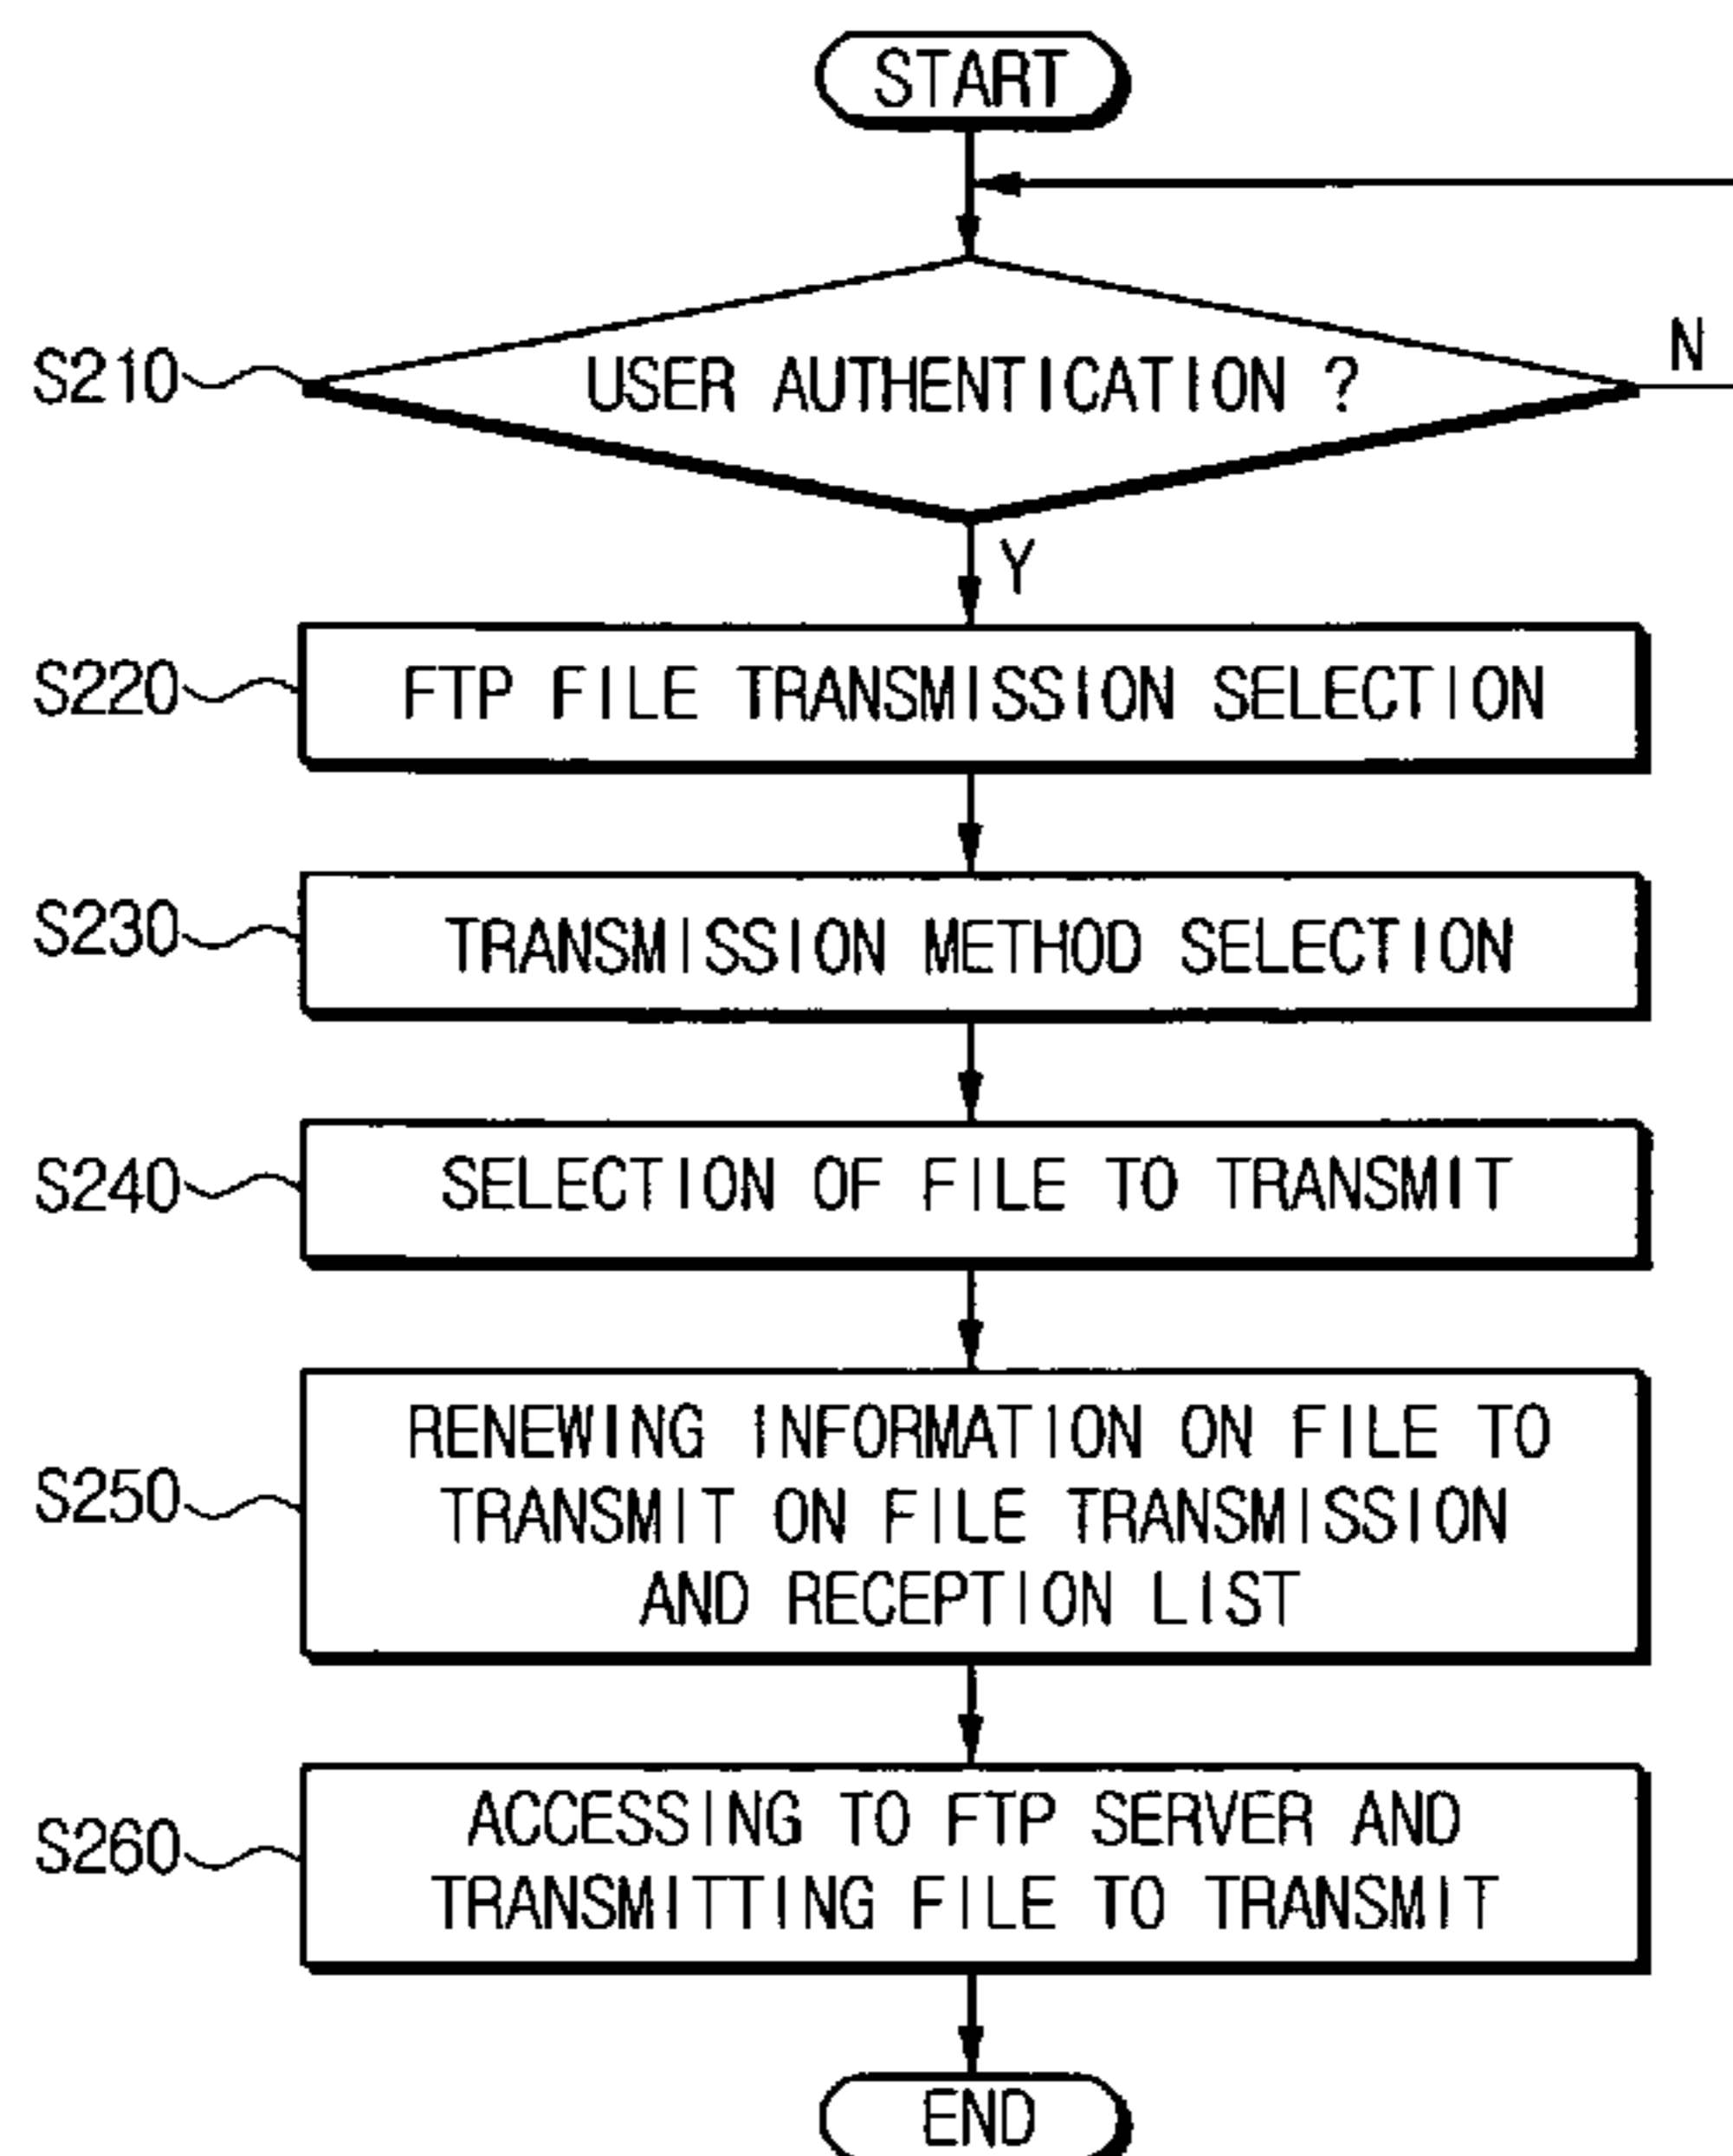 START
S210
USER AUTHENTICATION ?
N
Y
S220
FTP FILE TRANSMISSION SELECTION
S230
TRANSMISSION METHOD SELECTION
S240
SELECTION OF FILE TO TRANSMIT
S250
RENEWING INFORMATION ON FILE TO
TRANSMIT ON FILE TRANSMISSION
AND RECEPTION LIST
S260
ACCESSING TO FTP SERVER AND
TRANSMITTING FILE TO TRANSMIT
END